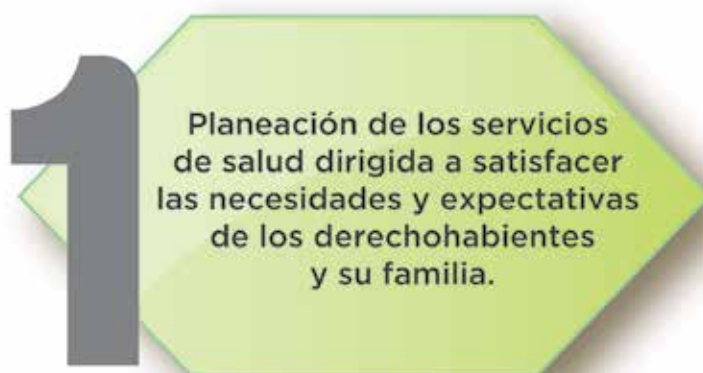 1
Planeación de los servicios
de salud dirigida a satisfacer
las necesidades y expectativas
de los derechohabientes
y su familia.